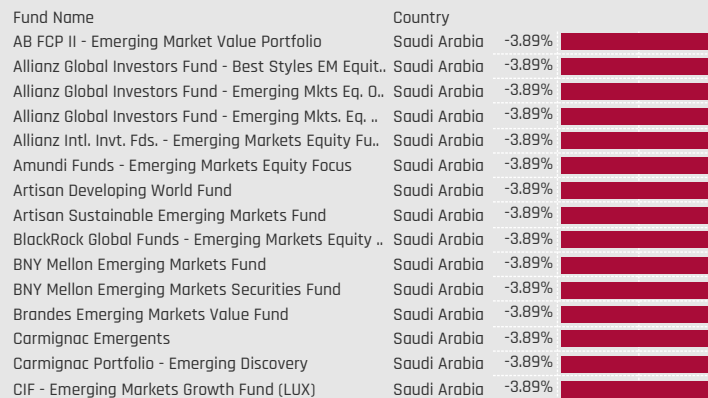 Fund Name Country
AB FCP II - Emerging Market Value Portfolio Saudi Arabia -3.89%
Allianz Global Investors Fund - Best Styles EM Equit.. Saudi Arabia -3.89%
Allianz Global Investors Fund - Emerging Mkts Eq. O.. Saudi Arabia -3.89%
Allianz Global Investors Fund - Emerging Mkts. Eq. .. Saudi Arabia -3.89%
Allianz Intl. Invt. Fds. - Emerging Markets Equity Fu.. Saudi Arabia -3.89%
Amundi Funds - Emerging Markets Equity Focus Saudi Arabia -3.89%
Artisan Developing World Fund Saudi Arabia -3.89%
Artisan Sustainable Emerging Markets Fund Saudi Arabia -3.89%
BlackRock Global Funds - Emerging Markets Equity .. Saudi Arabia -3.89%
BNY Mellon Emerging Markets Fund Saudi Arabia -3.89%
BNY Mellon Emerging Markets Securities Fund Saudi Arabia -3.89%
Brandes Emerging Markets Value Fund Saudi Arabia -3.89%
Carmignac Emergents Saudi Arabia -3.89%
Carmignac Portfolio - Emerging Discovery Saudi Arabia -3.89%
CIF - Emerging Markets Growth Fund (LUX) Saudi Arabia -3.89%